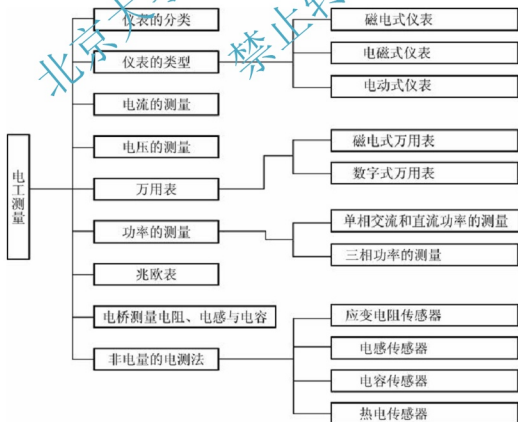 仪表的分类
磁电式仪表
仪表的类型
电磁式仪表
电动式仪表
电流的测量
电压的测量
磁电式万用表
电工测量
万用表
数字式万用表
功率的测量
单相交流和直流功率的测量
三相功率的测量
兆欧表
电桥测量电阻、电感与电容
应变电阻传感器
非电量的电测法
电感传感器
电容传感器
热电传感器
北京大
禁止